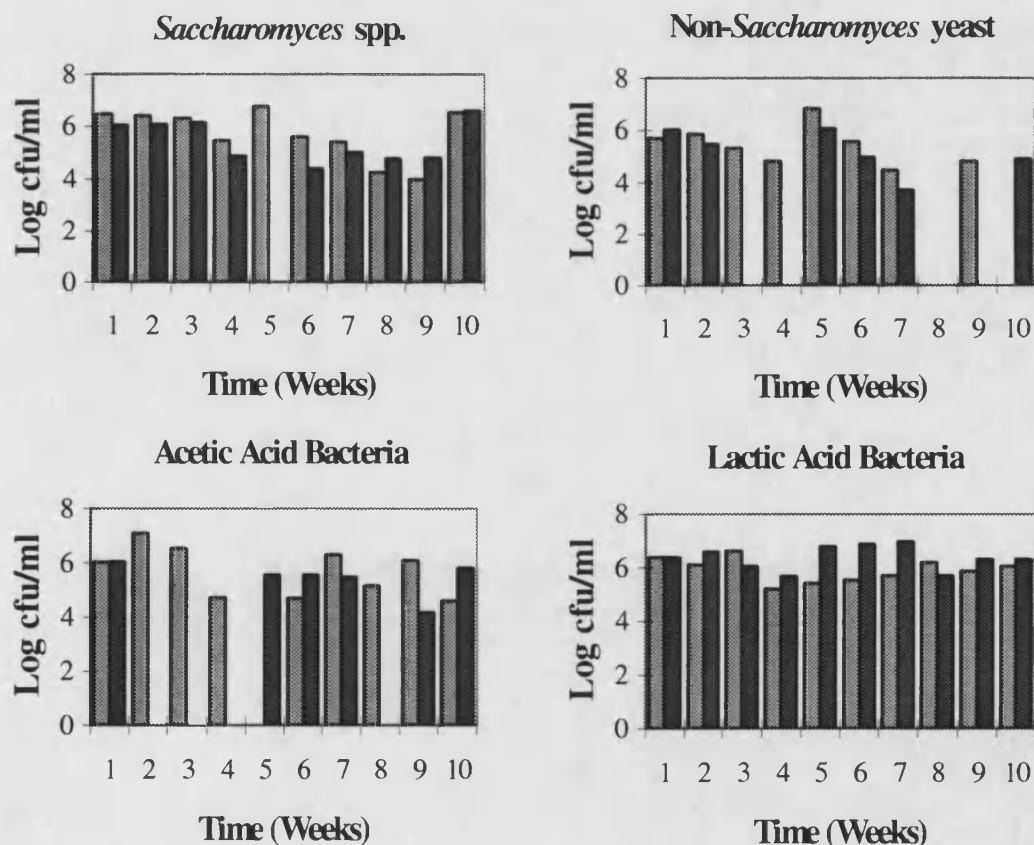 Saccharomyces spp.
Log cfu/ml
8
6
4
2
0
1 2 3 4 5 6 7 8 9 10
Time (Weeks)
Non-Saccharomyces yeast
Log cfu/ml
8
6
4
2
0
1 2 3 4 5 6 7 8 9 10
Time (Weeks)
Acetic Acid Bacteria
Log cfu/ml
8
6
4
2
0
1 2 3 4 5 6 7 8 9 10
Time (Weeks)
Lactic Acid Bacteria
Log cfu/ml
8
6
4
2
0
1 2 3 4 5 6 7 8 9 10
Time (Weeks)